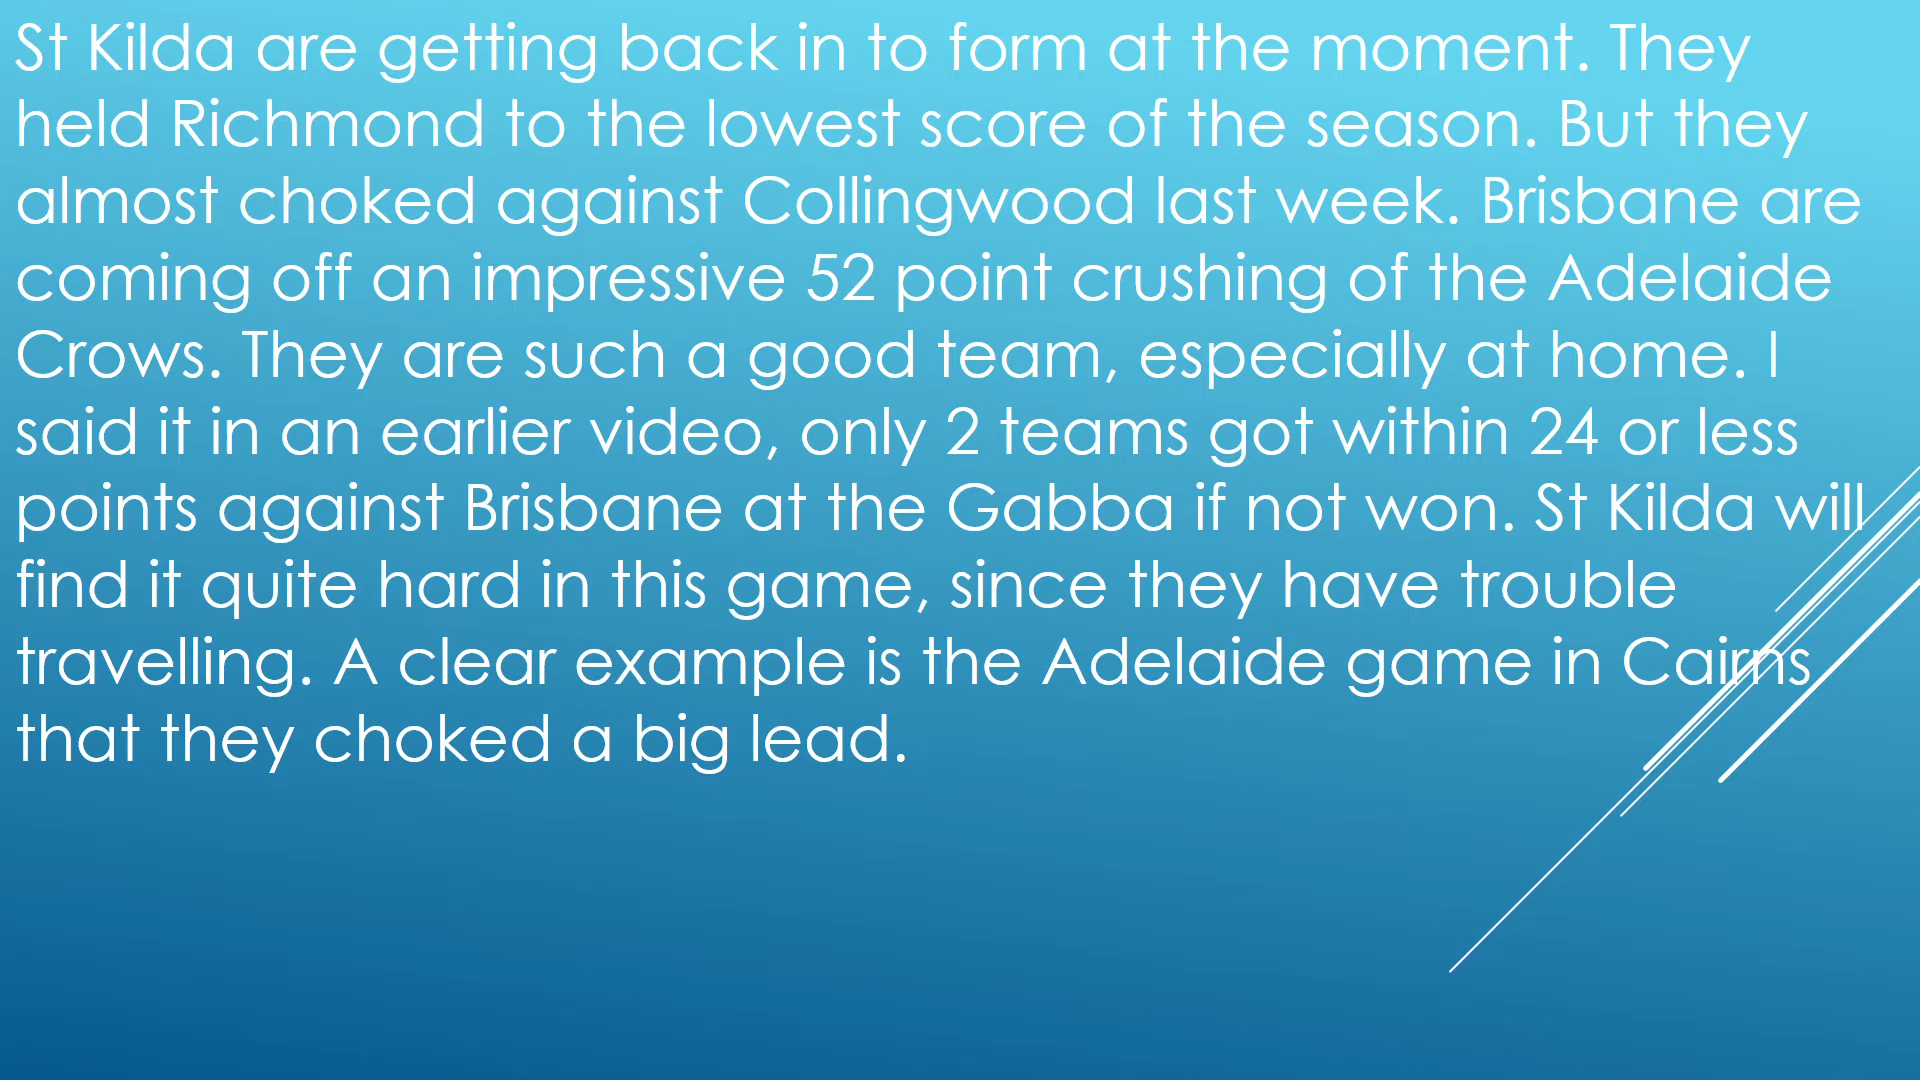 St Kilda are getting back in to form at the moment. They
held Richmond to the lowest score of the season. But they
almost choked against Collingwood last week. Brisbane are
coming off an impressive 52 point crushing of the Adelaide
Crows. They are such a good team, especially at home. I
said it in an earlier video, only 2 teams got within 24 or less
points against Brisbane at the Gabba if not won. St Kilda will
find it quite hard in this game, since they have trouble
travelling. A clear example is the Adelaide game in Cairns
that they choked a big lead.